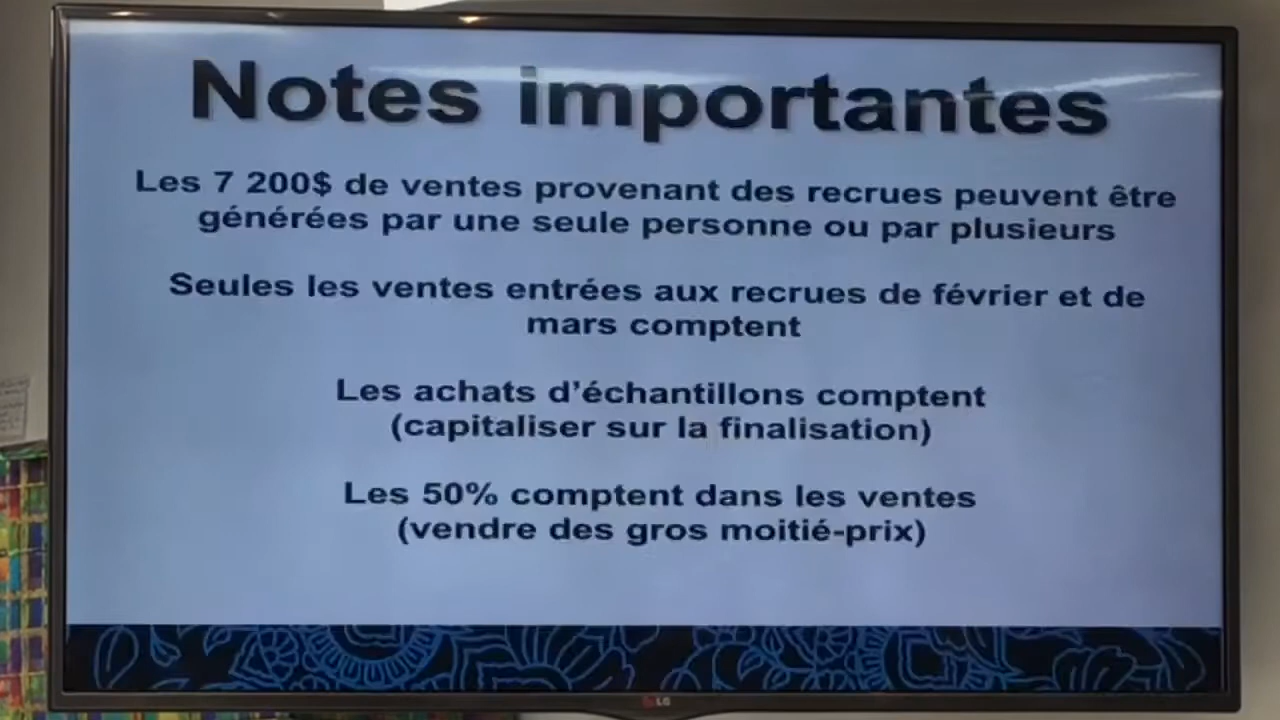 Notes importantes
Les 7 200$ de ventes provenant des recrues peuvent être
générées par une seule personne ou par plusieurs
Seules les ventes entrées aux recrues de février et de
mars comptent
Les achats d'échantillons comptent
(capitaliser sur la finalisation)
Les 50% comptent dans les ventes
(vendre des gros moitié-prix)
LG